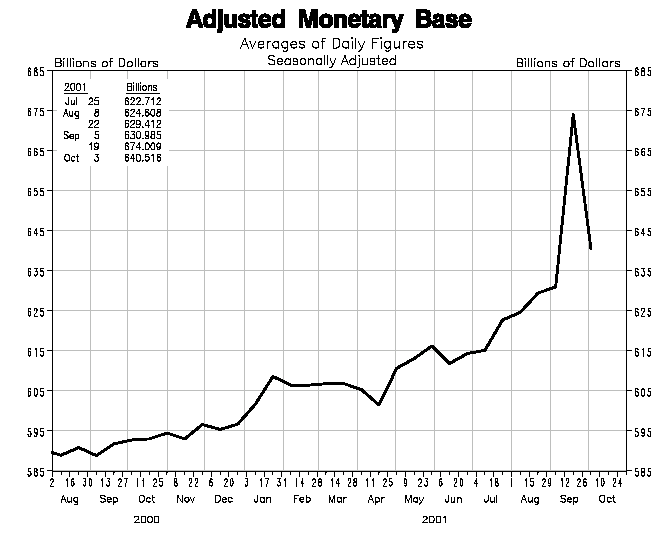 Adjusted Monetary Base
Averages of Daily Figures
Seasonally Adjusted
Billions of Dollars Billions of Dollars
2001 Billions
Jul 25 622.712
Aug 8 624.608
22 629.412
Sep 5 630.985
19 674.009
Oct 3 640.516
685 685
675 675
665 665
655 655
645 645
635 635
625 625
615 615
605 605
595 595
585 585
2 16 30 13 27 11 25 8 22 6 20 3 17 31 14 28 14 28 11 25 9 23 6 20 4 18 1 15 29 12 26 10 24
Aug Sep Oct Nov Dec Jan Feb Mar Apr May Jun Jul Aug Sep Oct
2000 2001